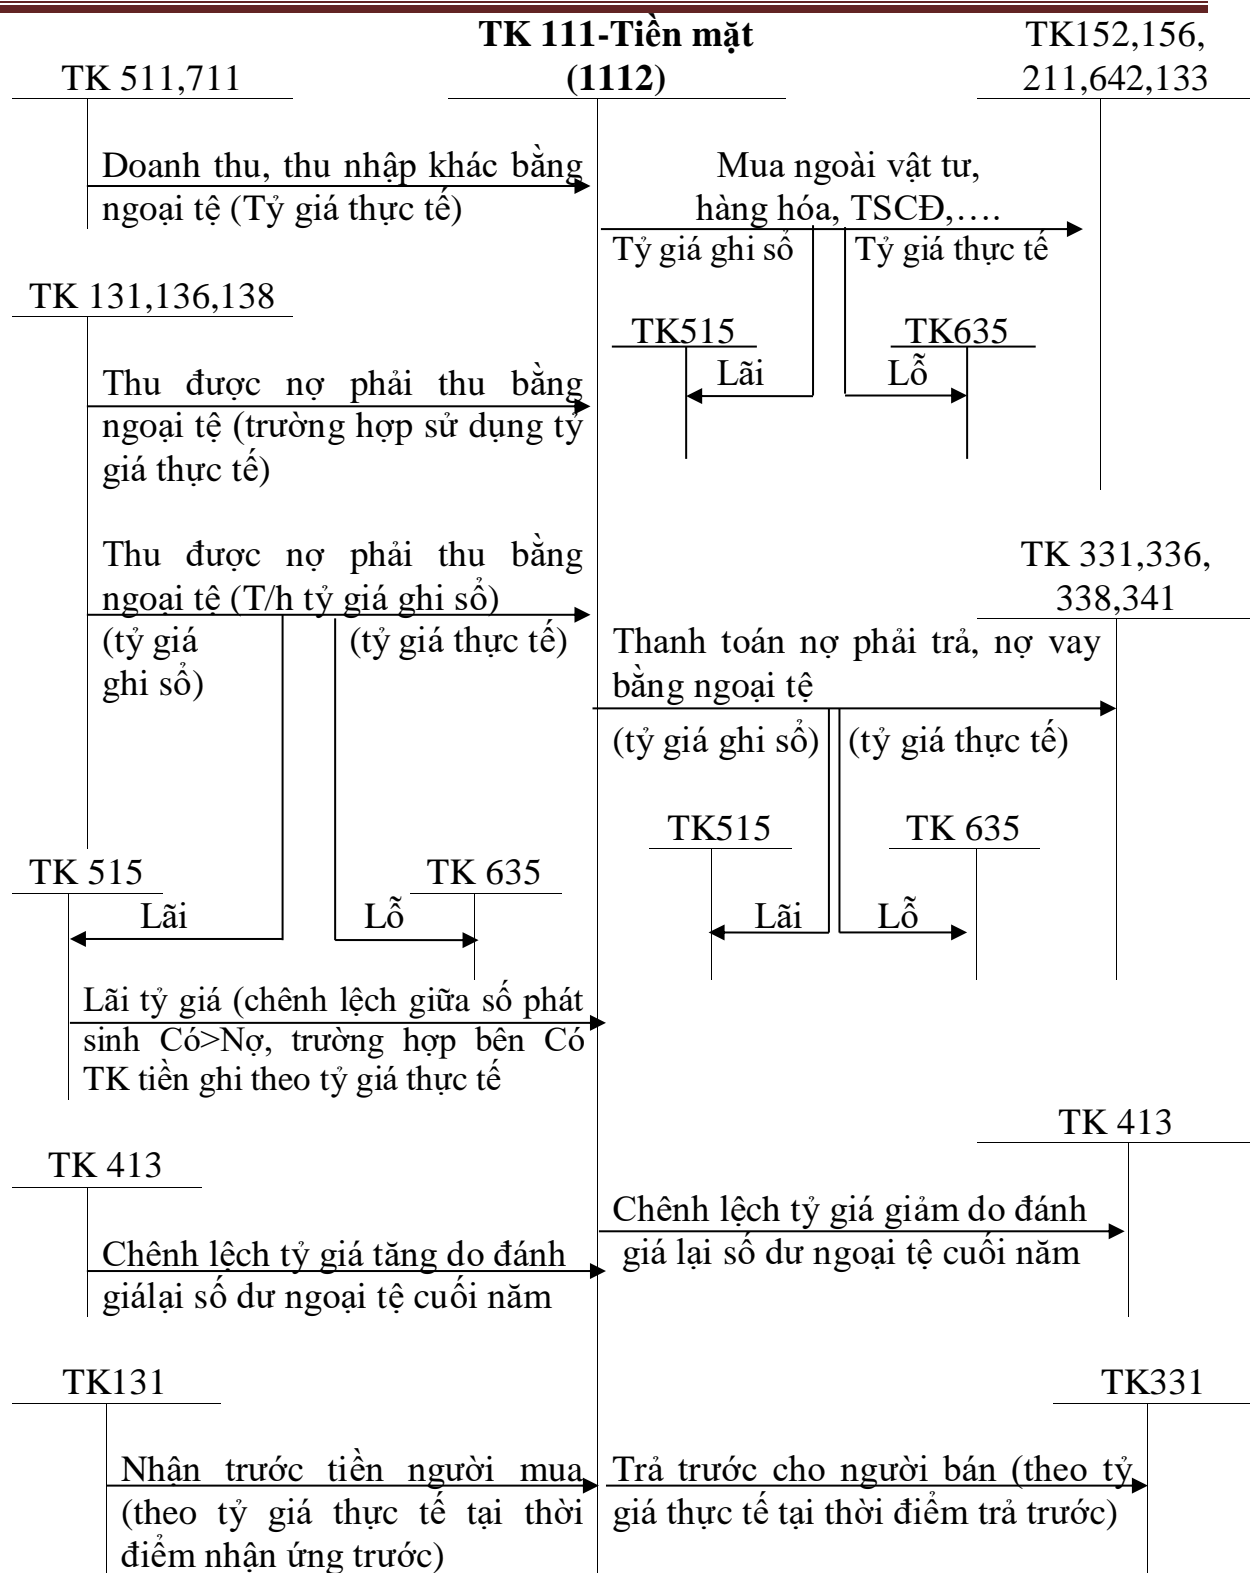 TK 111-Tiền mặt
(1112)
TK152,156,
211,642,133
TK 511,711
Doanh thu, thu nhập khác bằng
ngoại tệ (Tỷ giá thực tế)
Mua ngoài vật tư,
hàng hóa, TSCĐ,….
Tỷ giá ghi sổ
Tỷ giá thực tế
TK 131,136,138
TK515
TK635
Lãi
Lỗ
Thu được nợ phải thu bằng
ngoại tệ (trường hợp sử dụng tỷ
giá thực tế)
Thu được nợ phải thu bằng
ngoại tệ (T/h tỷ giá ghi sổ)
(tỷ giá
ghi sổ)
(tỷ giá thực tế)
TK 331,336,
338,341
Thanh toán nợ phải trả, nợ vay
bằng ngoại tệ
(tỷ giá ghi sổ)
(tỷ giá thực tế)
TK515
TK 635
Lãi
Lỗ
TK 515
TK 635
Lãi
Lỗ
Lãi tỷ giá (chênh lệch giữa số phát
sinh Có>Nợ, trường hợp bên Có
TK tiền ghi theo tỷ giá thực tế
TK 413
TK 413
Chênh lệch tỷ giá giảm do đánh
giá lại số dư ngoại tệ cuối năm
Chênh lệch tỷ giá tăng do đánh
giálại số dư ngoại tệ cuối năm
TK131
TK331
Nhận trước tiền người mua
(theo tỷ giá thực tế tại thời
điểm nhận ứng trước)
Trả trước cho người bán (theo tỷ
giá thực tế tại thời điểm trả trước)